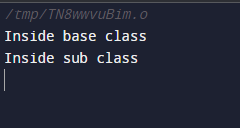 /tmp/TN8wwvuBim.o
Inside base class
Inside sub class